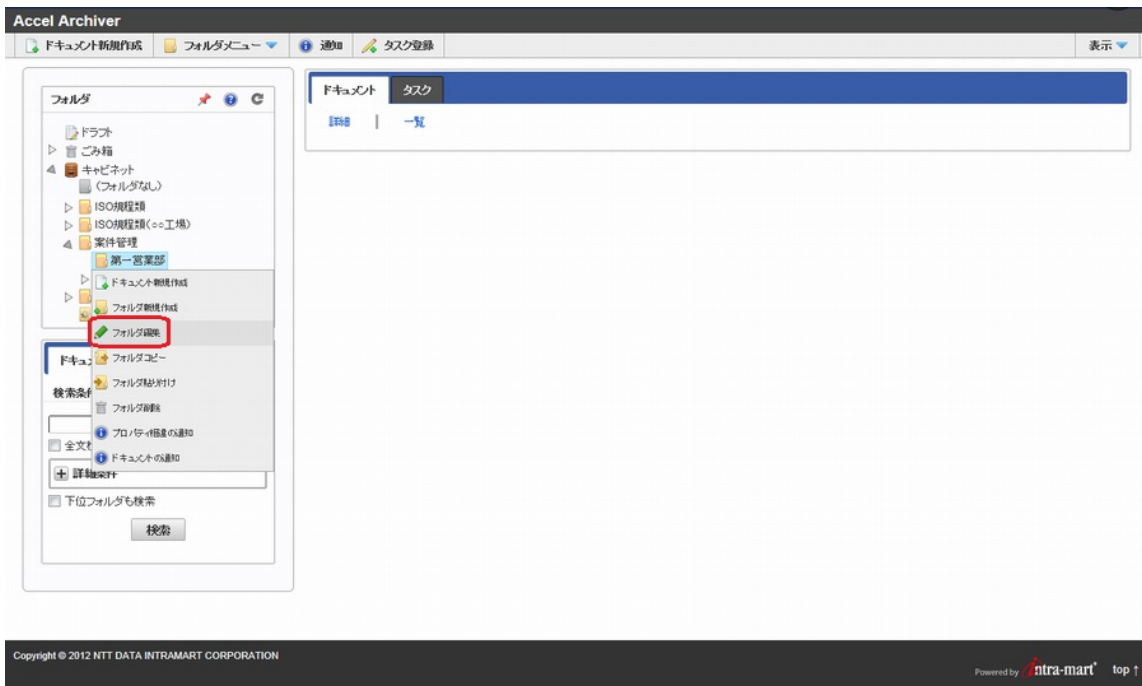 Accel Archiver
ドキュメント新規作成 フォルダメニュー 通知 タスク登録 表示
フォルダ
ドキュメント タスク
詳細 | 一覧
ドラフト
ごみ箱
キャビネット
(フォルダなし)
ISO規程類
ISO規程類(○○工場)
案件管理
第一営業部
ドキュメント新規作成
フォルダ新規作成
フォルダ編集
フォルダコピー
フォルダ貼り付け
フォルダ削除
プロパティ権限の通知
ドキュメントの通知
ドキュ
検索条件
全文検
詳細条件
下位フォルダも検索
検索
Copyright © 2012 NTT DATA INTRAMART CORPORATION
Powered by intra-mart top ↑